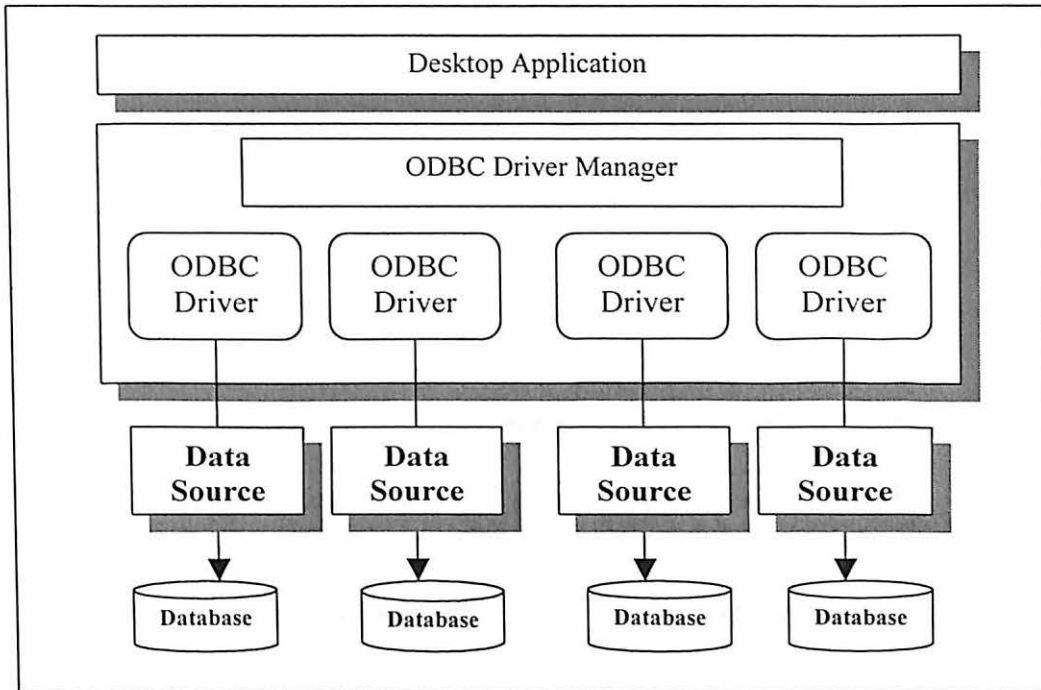 Desktop Application
ODBC Driver Manager
ODBC
Driver
ODBC
Driver
ODBC
Driver
ODBC
Driver
Data
Source
Data
Source
Data
Source
Data
Source
Database
Database
Database
Database